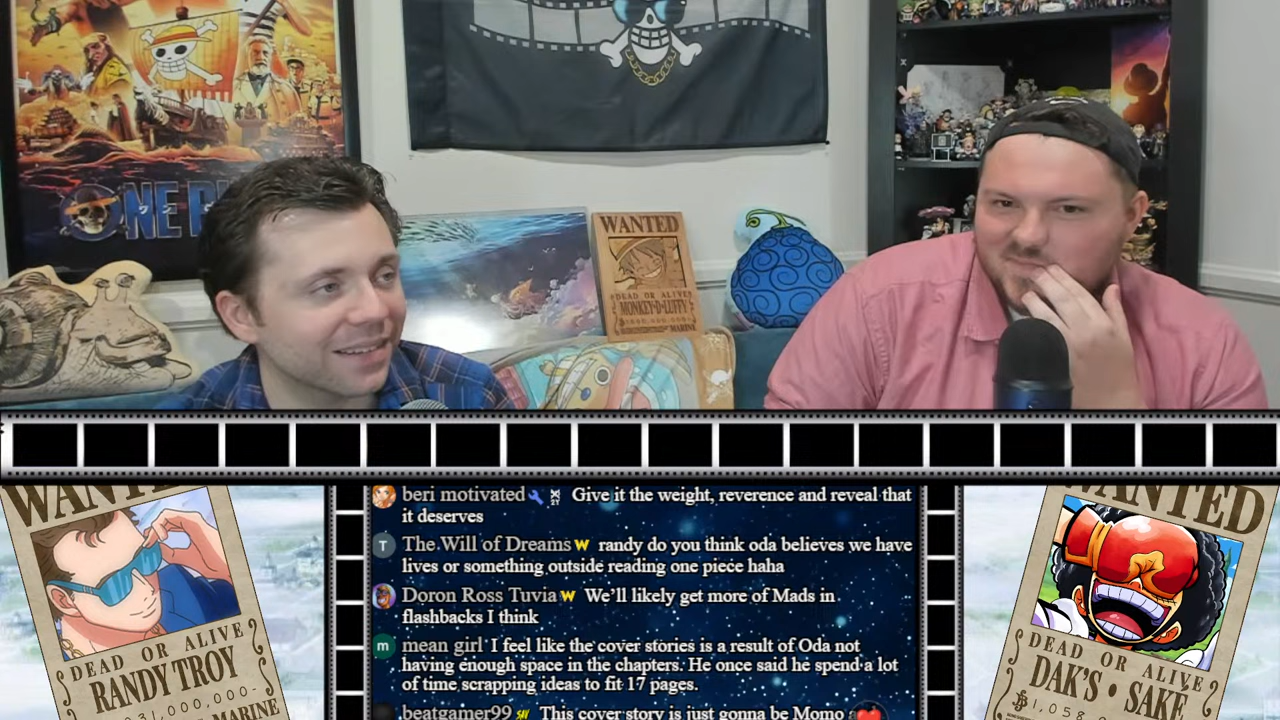 WANTED
DEAD OR ALIVE
MONKEY·D·LUFFY
MARINE
beri motivated Give it the weight, reverence and reveal that
it deserves
The Will of Dreams randy do you think oda believes we have
lives or something outside reading one piece haha
Doron Ross Tuvia We'll likely get more of Mads in
flashbacks I think
mean girl I feel like the cover stories is a result of Oda not
having enough space in the chapters. He once said he spend a lot
of time scrapping ideas to fit 17 pages.
beatgamer99 This cover story is just gonna be Momo
WANTED
DEAD OR ALIVE
RANDY TROY
MARINE
WANTED
DEAD OR ALIVE
DAK'S • SAKE